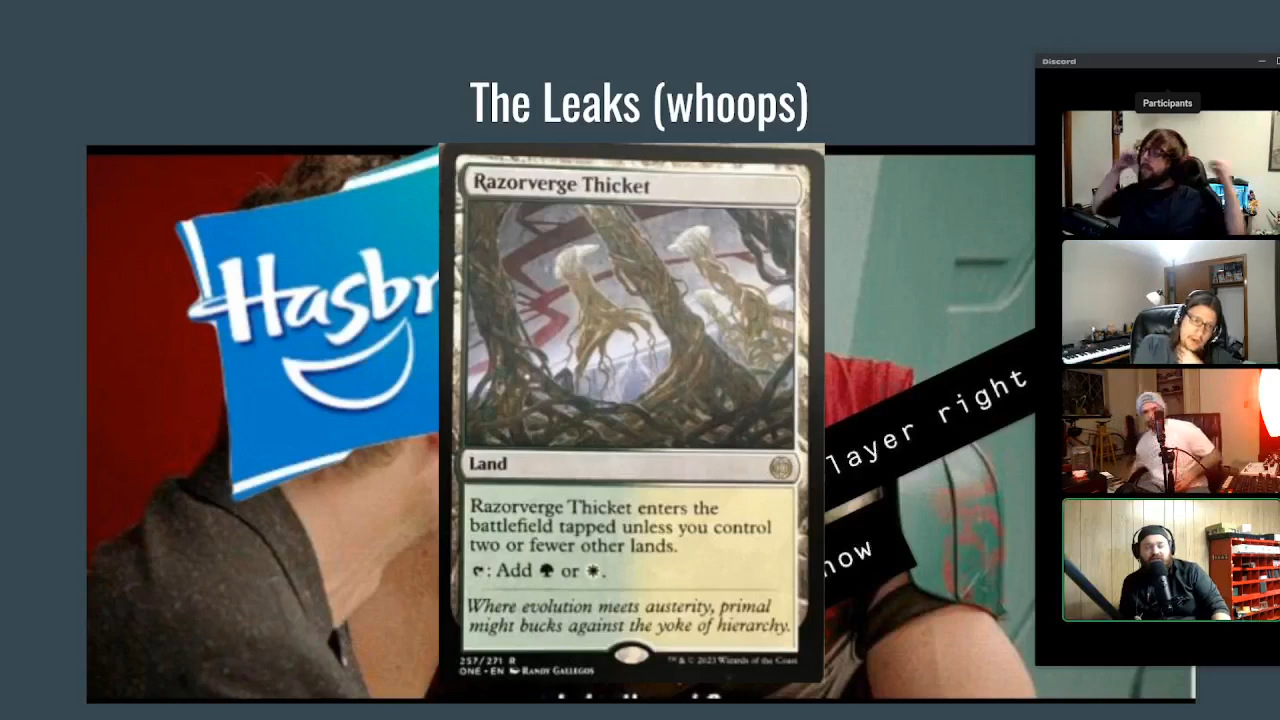 The Leaks (whoops)
Discord
Participants
Hasbr
Razorverge Thicket
Land
Razorverge Thicket enters the
battlefield tapped unless you control
two or fewer other lands.
: Add or .
Where evolution meets austerity, primal
might bucks against the yoke of hierarchy.
257/271 R
ONE • EN RANDY GALLEGOS
™ & © 2023 Wizards of the Coast
layer right
now